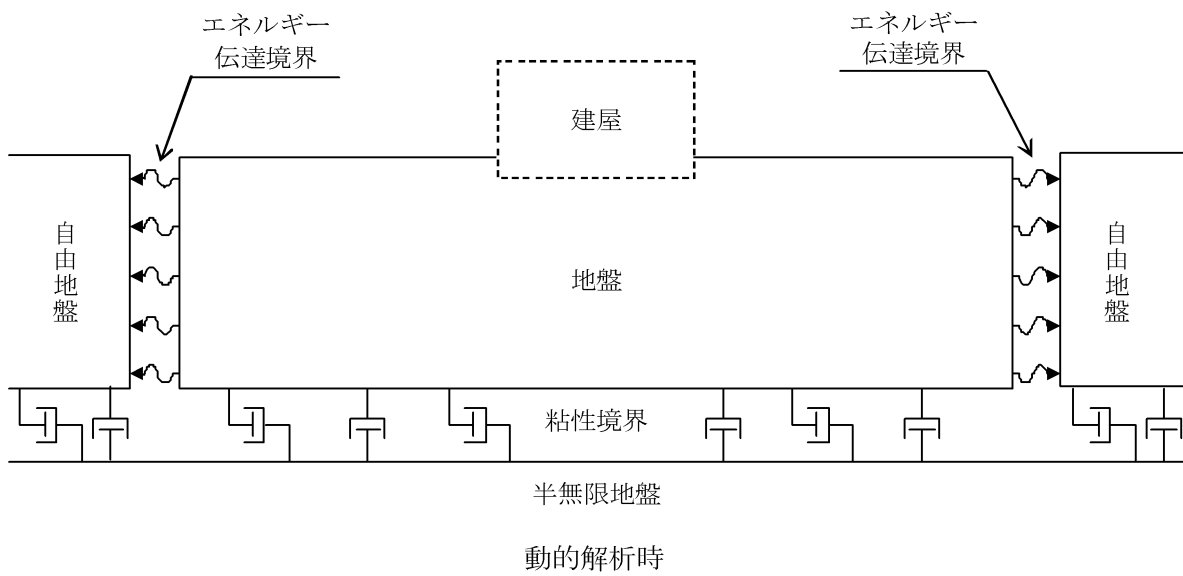 エネルギー
伝達境界
エネルギー
伝達境界
建屋
自由地盤
地盤
自由地盤
粘性境界
半無限地盤
動的解析時